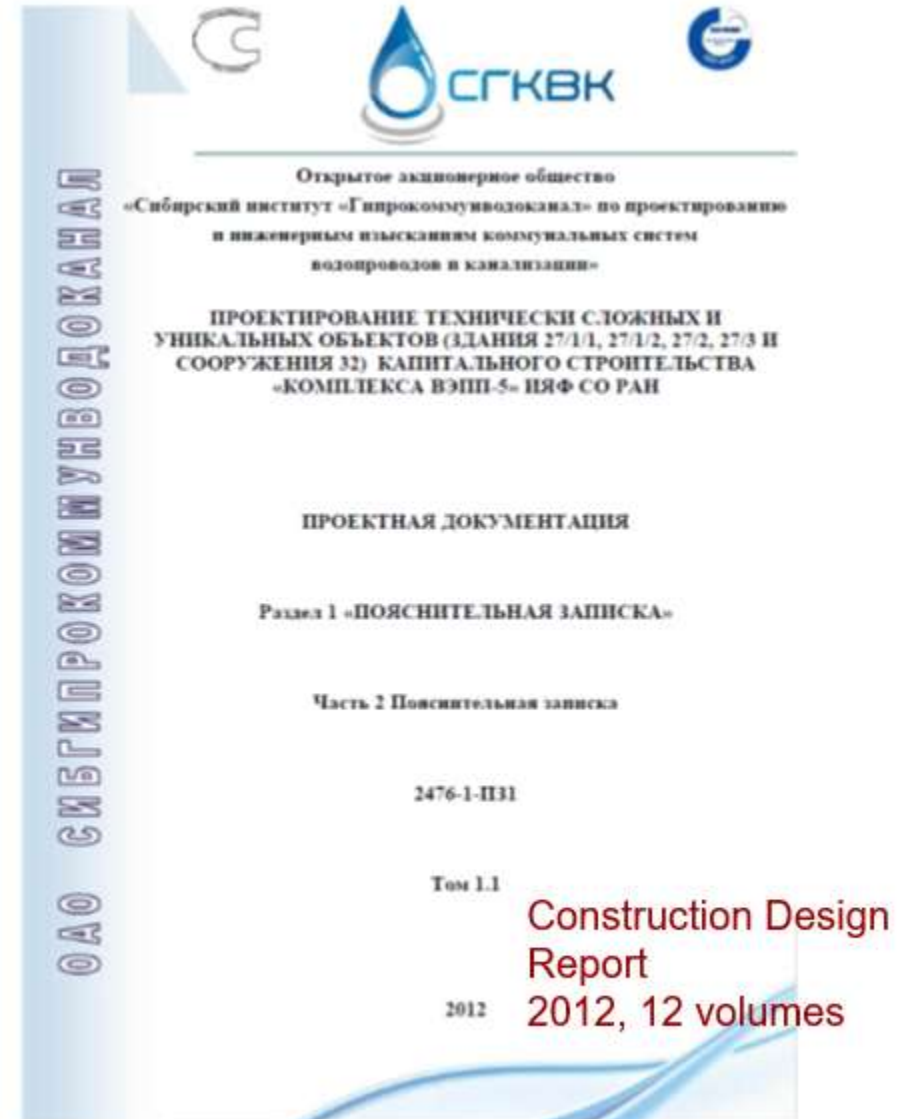 СГКВК
Открытое акционерное общество
«Сибирский институт «Гипрокоммунводоканал» по проектированию
и инженерным изысканиям коммунальных систем
водопроводов и канализации»
ПРОЕКТИРОВАНИЕ ТЕХНИЧЕСКИ СЛОЖНЫХ И
УНИКАЛЬНЫХ ОБЪЕКТОВ (ЗДАНИЯ 27/1/1, 27/1/2, 27/2, 27/3 И
СООРУЖЕНИЯ 32) КАПИТАЛЬНОГО СТРОИТЕЛЬСТВА
«КОМПЛЕКСА ВЭПП-5» ИЯФ СО РАН
ПРОЕКТНАЯ ДОКУМЕНТАЦИЯ
Раздел 1 «ПОЯСНИТЕЛЬНАЯ ЗАПИСКА»
Часть 2 Пояснительная записка
2476-1-ПЗ1
Том 1.1
2012
ОАО СИБГИПРОКОММУНВОДОКАНАЛ
Construction Design
Report
2012, 12 volumes